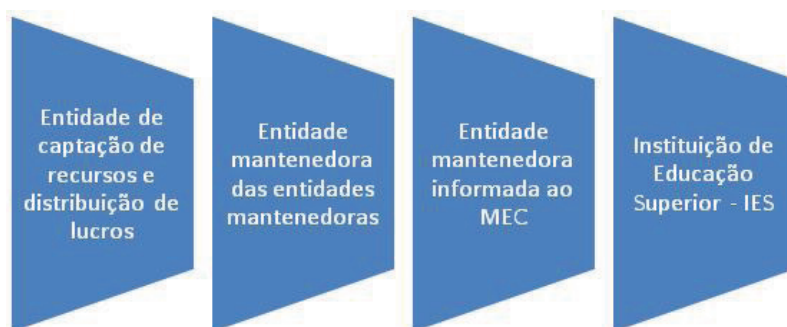 Entidade de
captação de
recursos e
distribuição de
lucros
Entidade
mantenedora
das entidades
mantenedoras
Entidade
mantenedora
informada ao
MEC
Instituição de
Educação
Superior - IES